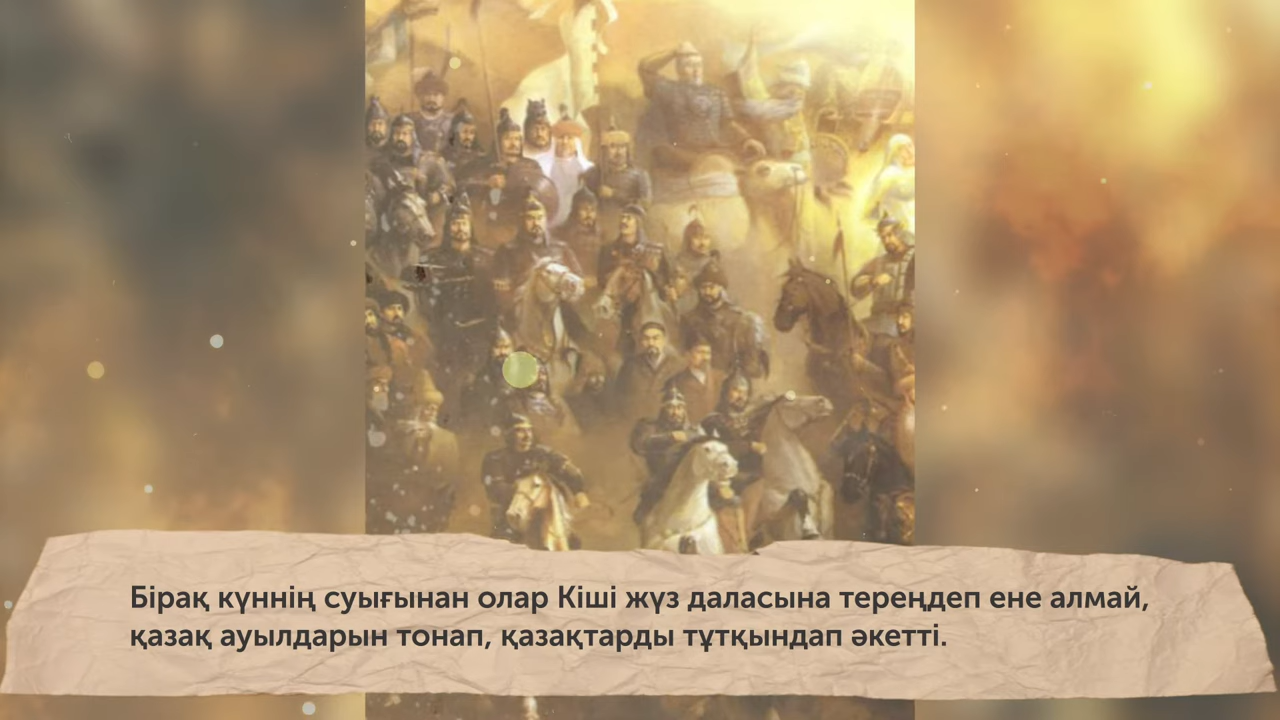 Бірақ күннің суығынан олар Кіші жүз даласына тереңдеп ене алмай,
қазақ ауылдарын тонап, қазақтарды тұтқындап әкетті.